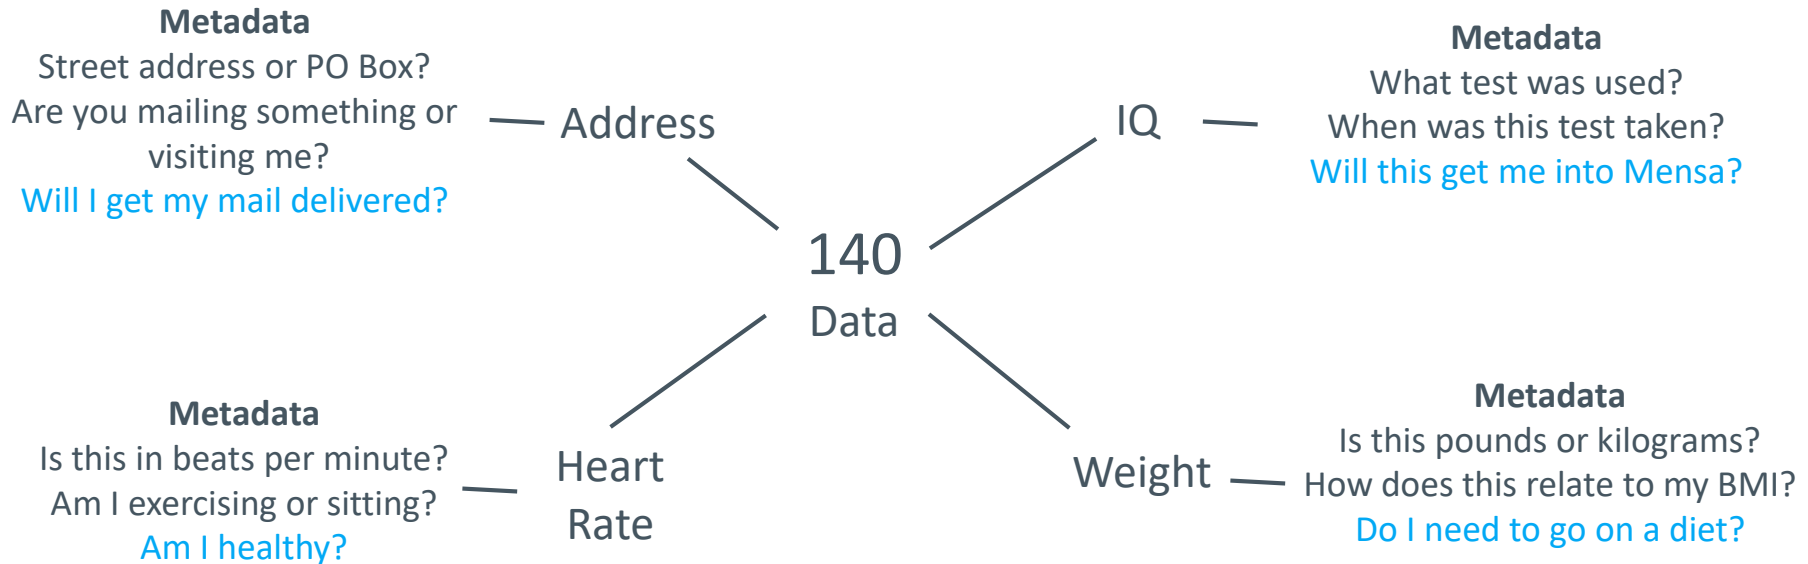 Metadata
Street address or PO Box?
Are you mailing something or
visiting me?
Will I get my mail delivered?
Address
Metadata
What test was used?
When was this test taken?
Will this get me into Mensa?
IQ
140
Data
Metadata
Is this in beats per minute?
Am I exercising or sitting?
Am I healthy?
Heart
Rate
Weight
Metadata
Is this pounds or kilograms?
How does this relate to my BMI?
Do I need to go on a diet?